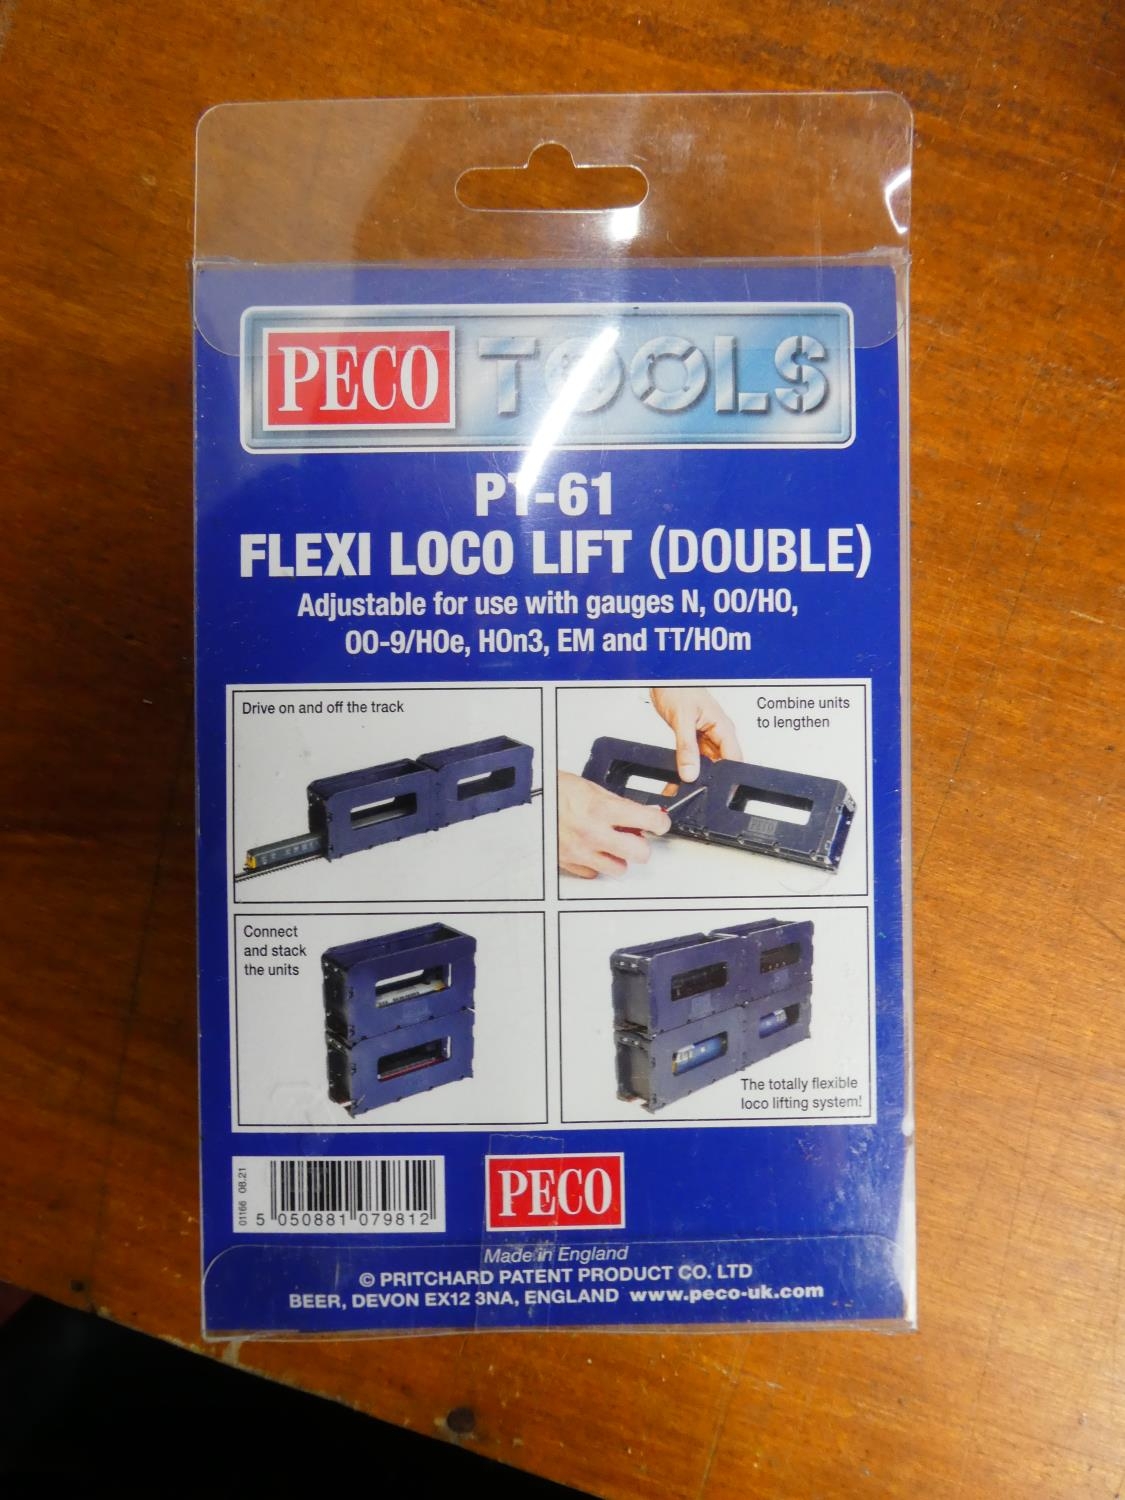 PECO TOOLS
PT-61
FLEXI LOCO LIFT (DOUBLE)
Adjustable for use with gauges N, OO/HO,
OO-9/HOe, HOn3, EM and TT/HOm
Drive on and off the track
Combine units
to lengthen
PECO
Connect
and stack
the units
The totally flexible
loco lifting system!
01166 08.21
5 050881 079812
PECO
Made in England
© PRITCHARD PATENT PRODUCT CO. LTD
BEER, DEVON EX12 3NA, ENGLAND www.peco-uk.com